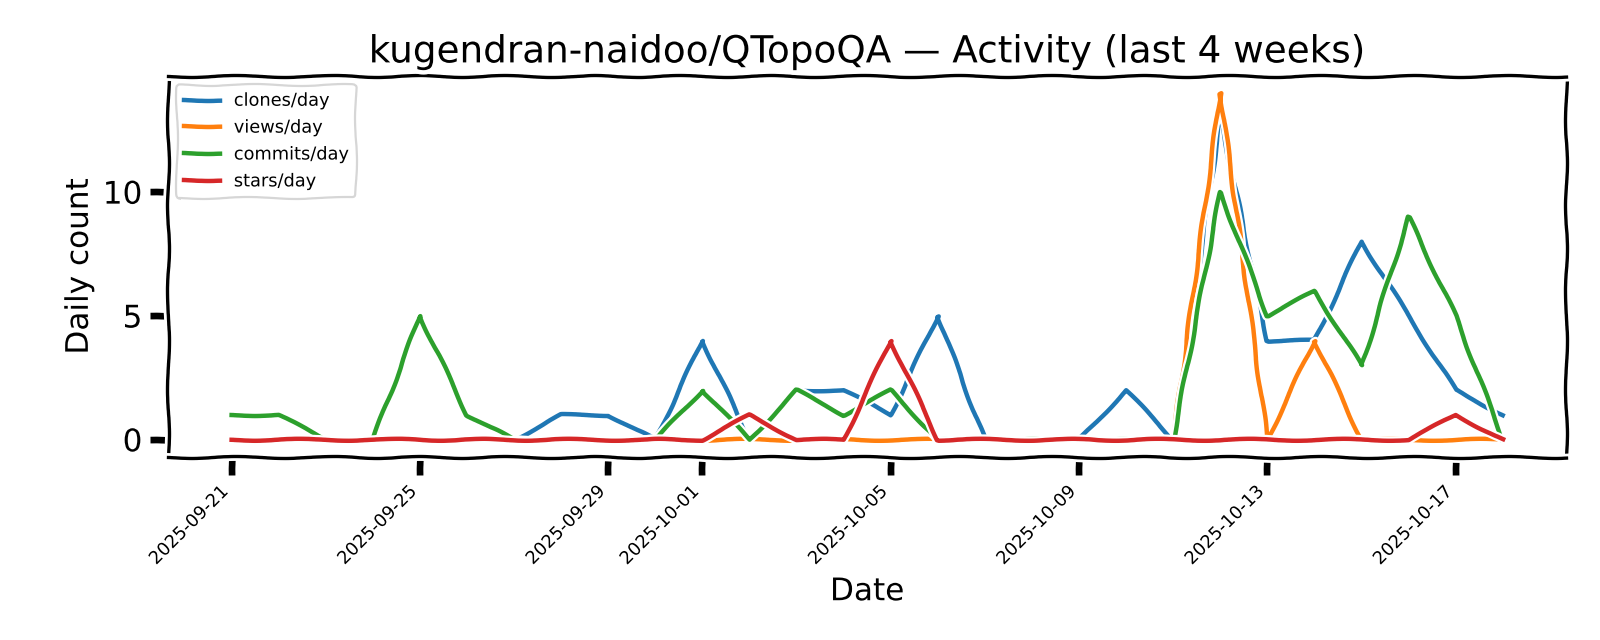 kugendran-naidoo/QTopoQA — Activity (last 4 weeks)
clones/day
views/day
commits/day
stars/day
Daily count
10
5
0
2025-09-21
2025-09-25
2025-09-29
2025-10-01
2025-10-05
2025-10-09
2025-10-13
2025-10-17
Date